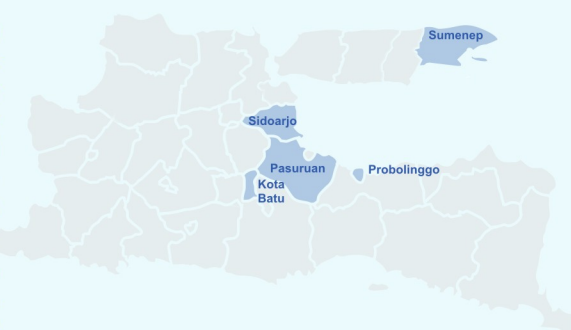 Sumenep
Sidoarjo
Pasuruan
Probolinggo
Kota
Batu